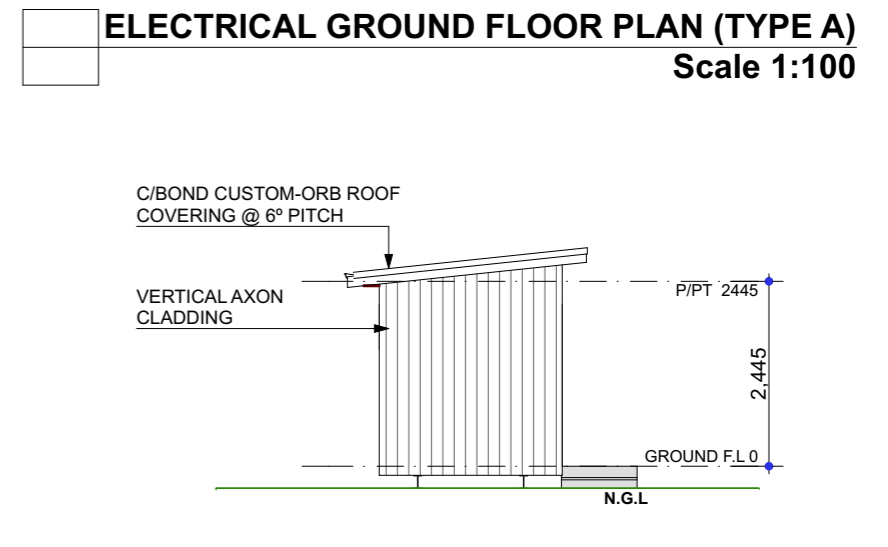 ELECTRICAL GROUND FLOOR PLAN (TYPE A)
Scale 1:100
C/BOND CUSTOM-ORB ROOF
COVERING @ 6º PITCH
VERTICAL AXON
CLADDING
P/PT 2445
2,445
GROUND F.L 0
N.G.L